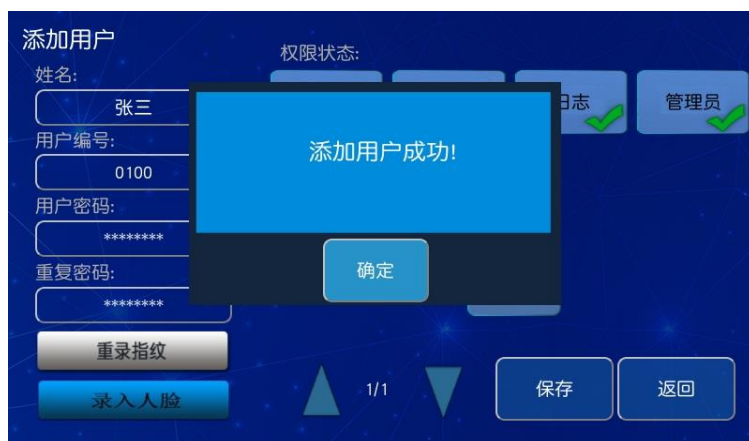 添加用户
权限状态:
姓名:
张三
日志
管理员
用户编号:
0100
添加用户成功!
用户密码:
********
确定
重复密码:
********
重录指纹
录入人脸
1/1
保存
返回